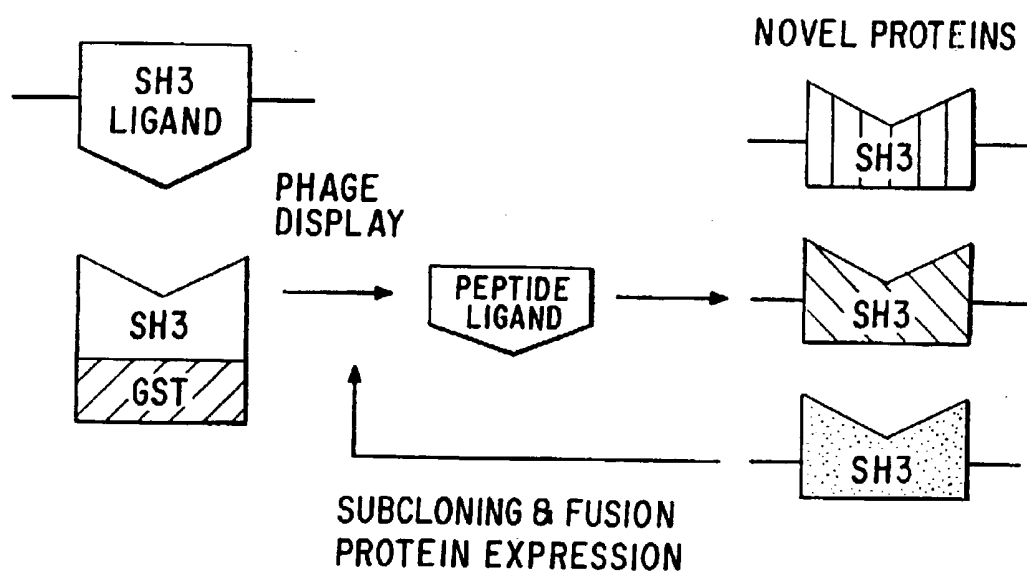 SH3
LIGAND
SH3
GST
PHAGE
DISPLAY
PEPTIDE
LIGAND
SUBCLONING & FUSION
PROTEIN EXPRESSION
NOVEL PROTEINS
SH3
SH3
SH3